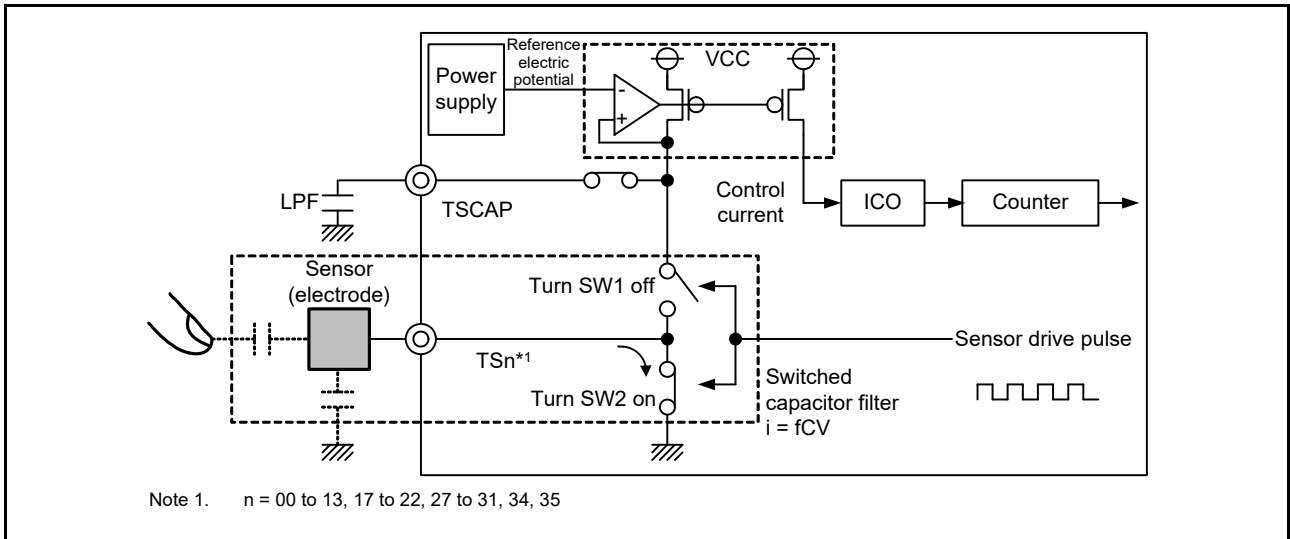 Power
supply
Reference
electric
potential
VCC
-
+
LPF
TSCAP
Control
current
ICO
Counter
Sensor
(electrode)
Turn SW1 off
TSn*1
Turn SW2 on
Sensor drive pulse
Switched
capacitor filter
i = fCV
Note 1. n = 00 to 13, 17 to 22, 27 to 31, 34, 35